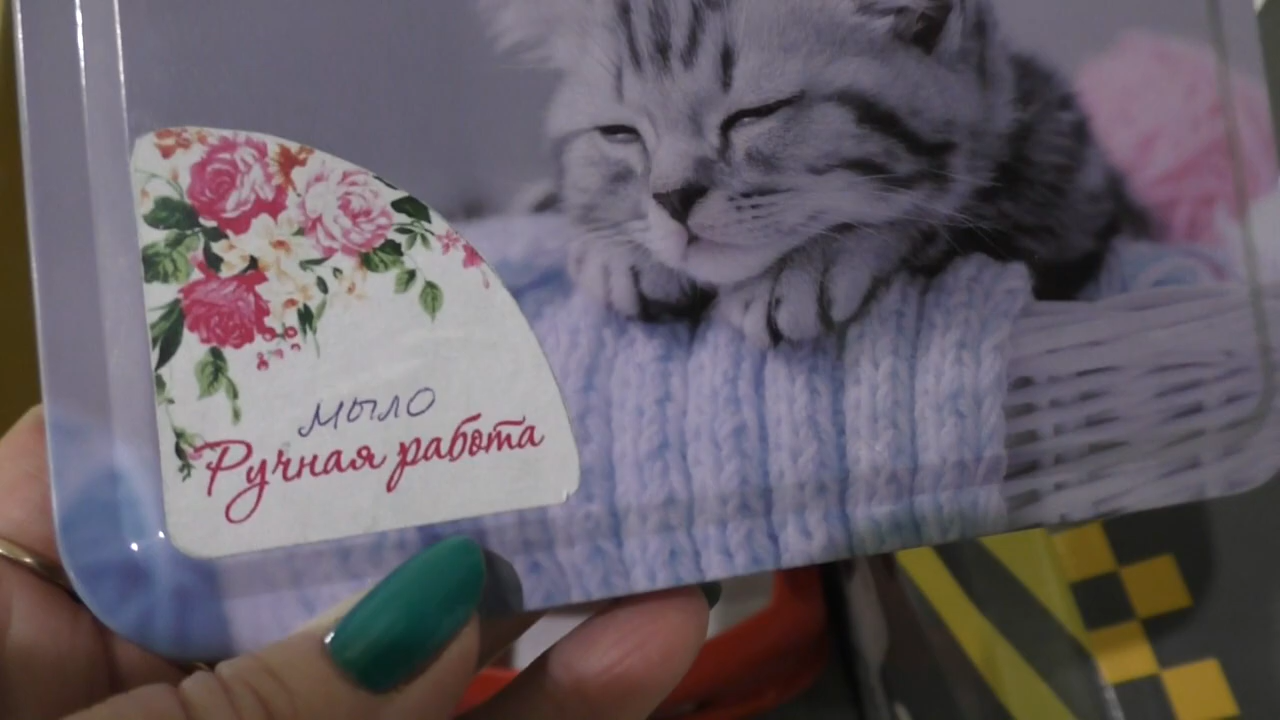 мыло
Ручная работа